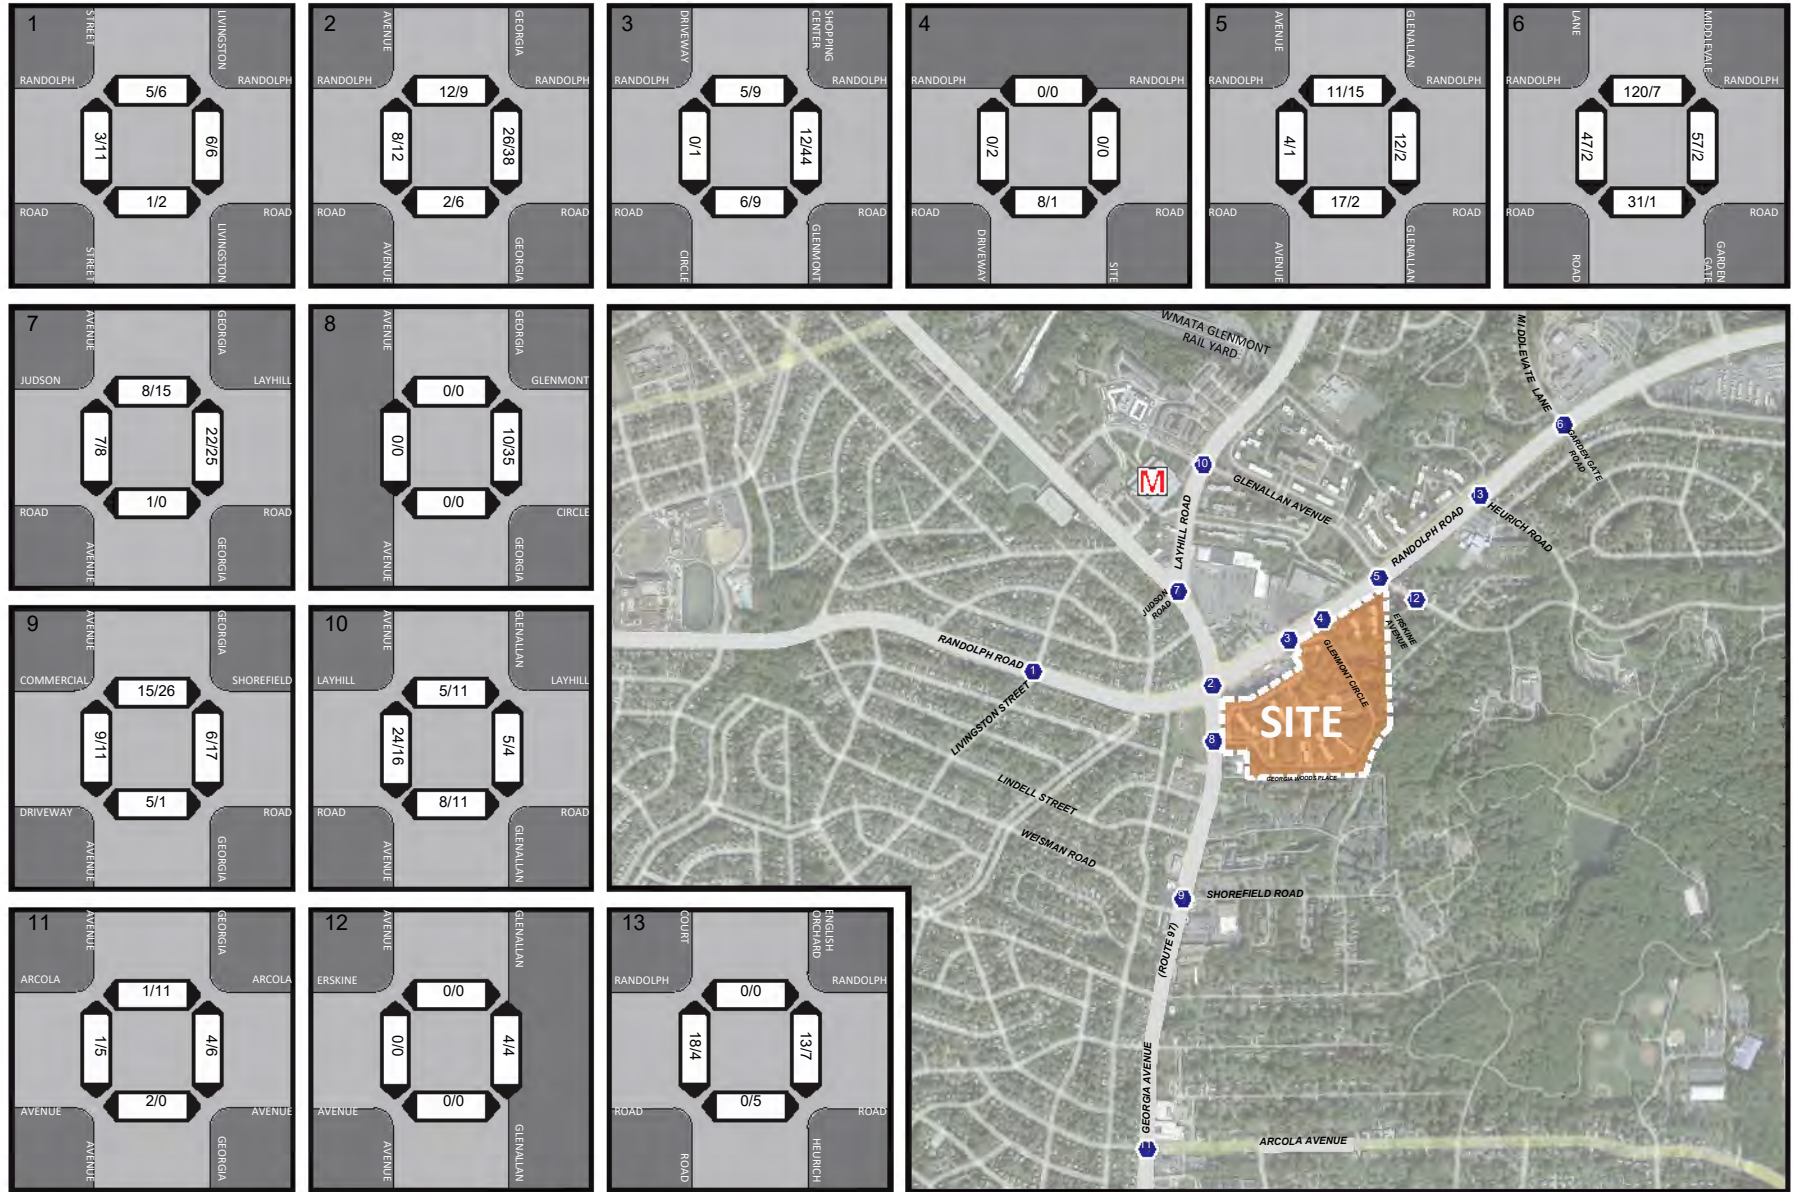 1
STREET
LIVINGSTON
RANDOLPH
RANDOLPH
5/6
3/11
6/6
1/2
ROAD
ROAD
STREET
LIVINGSTON
2
AVENUE
GEORGIA
RANDOLPH
RANDOLPH
12/9
8/12
26/38
2/6
ROAD
ROAD
AVENUE
GEORGIA
3
DRIVEWAY
SHOPPING
CENTER
RANDOLPH
RANDOLPH
5/9
0/1
12/44
6/9
ROAD
ROAD
CIRCLE
GLENMONT
4
RANDOLPH
RANDOLPH
0/0
0/2
0/0
8/1
ROAD
ROAD
DRIVEWAY
SITE
5
AVENUE
GLENALLAN
RANDOLPH
RANDOLPH
11/15
4/1
12/2
17/2
ROAD
ROAD
AVENUE
GLENALLAN
6
LANE
MIDDLEVALE
RANDOLPH
RANDOLPH
120/7
47/2
57/2
31/1
ROAD
ROAD
ROAD
GARDEN
GATE
7
AVENUE
GEORGIA
JUDSON
LAYHILL
8/15
7/8
22/25
1/0
ROAD
ROAD
AVENUE
GEORGIA
8
AVENUE
GEORGIA
GLENMONT
0/0
0/0
10/35
0/0
CIRCLE
AVENUE
GEORGIA
WMATA GLENMONT
RAIL YARD
MIDDLEVATE LANE
6
GARDEN GATE
ROAD
10
M
GLENALLAN AVENUE
LAYHILL ROAD
3
HEURICH ROAD
RANDOLPH ROAD
5
7
JUDSON
ROAD
12
ERSKINE
AVENUE
4
3
GLENMONT CIRCLE
RANDOLPH ROAD
1
2
LIVINGSTON STREET
SITE
8
GEORGIA WOODS PLACE
LINDELL STREET
WEISMAN ROAD
9
SHOREFIELD ROAD
(ROUTE 97)
GEORGIA AVENUE
11
ARCOLA AVENUE
9
AVENUE
GEORGIA
COMMERCIAL
SHOREFIELD
15/26
9/11
6/17
5/1
DRIVEWAY
ROAD
AVENUE
GEORGIA
10
AVENUE
GLENALLAN
LAYHILL
LAYHILL
5/11
24/16
5/4
8/11
ROAD
ROAD
AVENUE
GLENALLAN
11
AVENUE
GEORGIA
ARCOLA
ARCOLA
1/11
1/5
4/6
2/0
AVENUE
AVENUE
AVENUE
GEORGIA
12
AVENUE
GLENALLAN
ERSKINE
0/0
0/0
4/4
0/0
AVENUE
AVENUE
GLENALLAN
13
COURT
ENGLISH
ORCHARD
RANDOLPH
RANDOLPH
0/0
18/4
13/7
0/5
ROAD
ROAD
ROAD
HEURICH